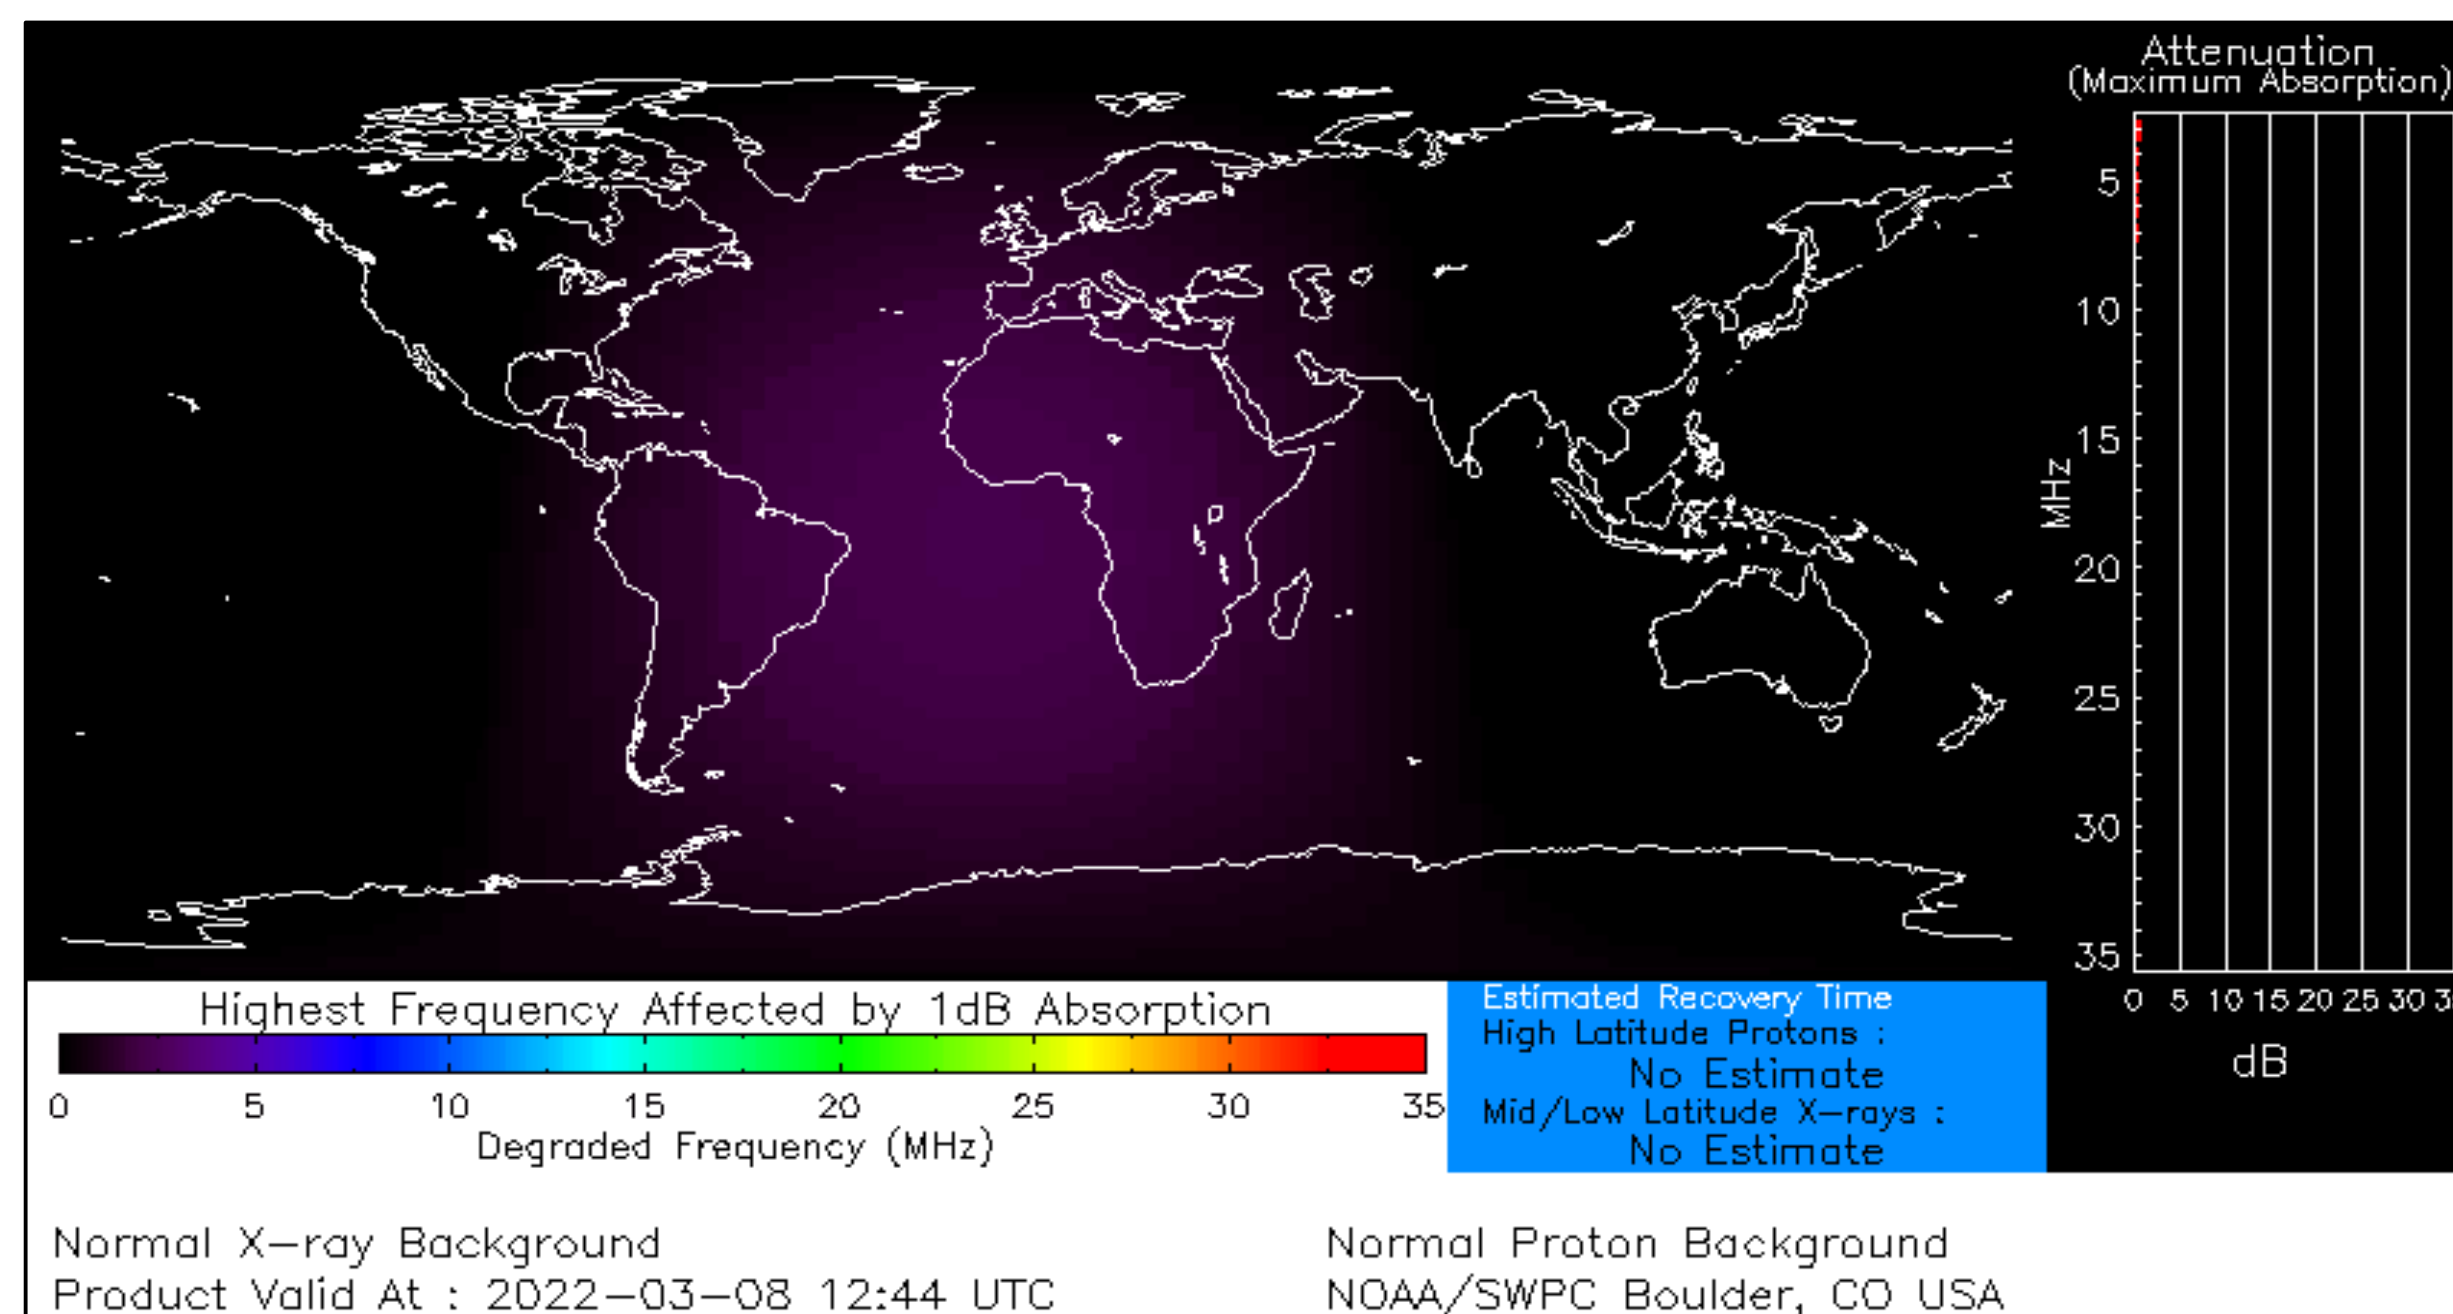 Attenuation
(Maximum Absorption)
5
10
15
20
25
30
35
MHz
0 5 10 15 20 25 30 3
dB
Highest Frequency Affected by 1dB Absorption
0 5 10 15 20 25 30 35
Degraded Frequency (MHz)
Estimated Recovery Time
High Latitude Protons :
No Estimate
Mid/Low Latitude X-rays :
No Estimate
Normal X-ray Background
Product Valid At : 2022-03-08 12:44 UTC
Normal Proton Background
NOAA/SWPC Boulder, CO USA